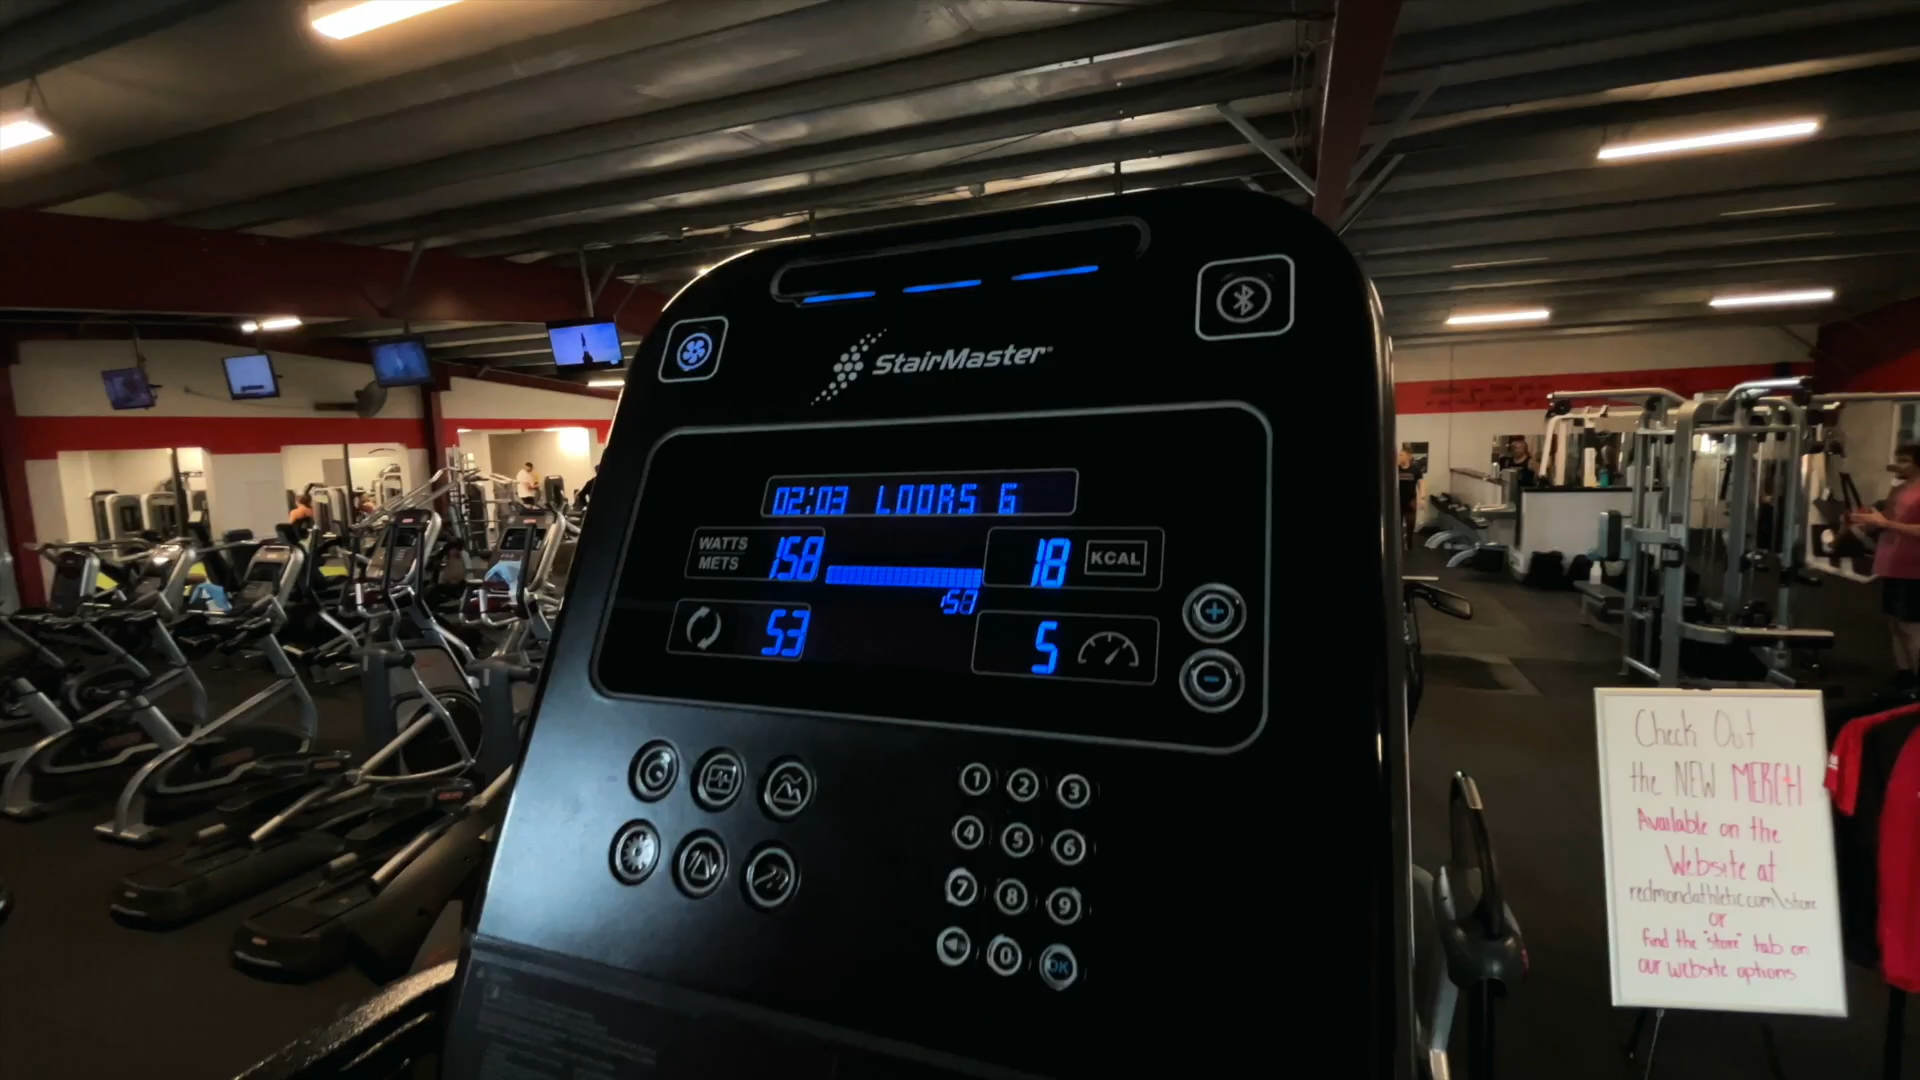 StairMaster
02:03 LOORS 6
WATTS
METS
158
18
KCAL
158
53
5
+
-
1 2 3
4 5 6
7 8 9
0 OK
Check Out
the NEW MERCH
Available on the
Website at
redmondathletic.com\store
or
find the "store" tab on
our website options